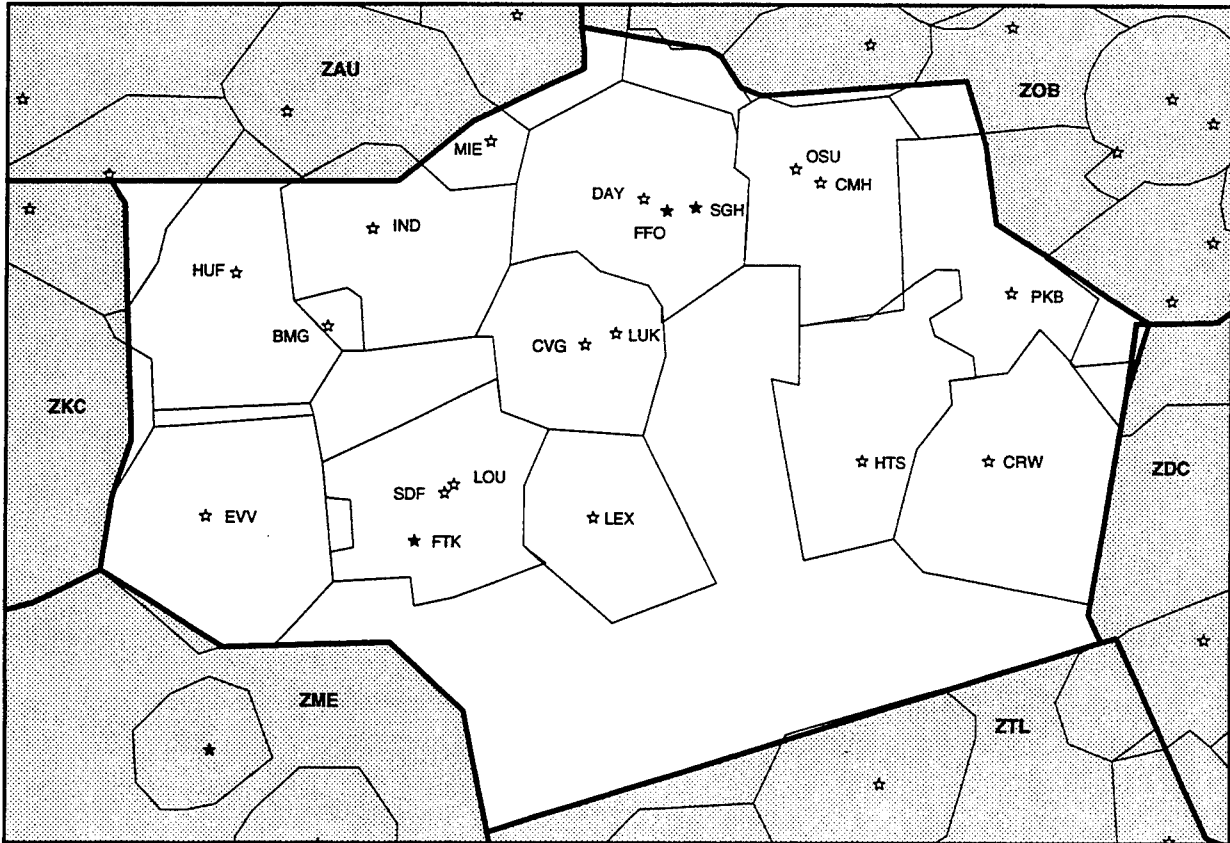 ZAU
ZOB
MIE
OSU
CMH
DAY
SGH
FFO
IND
HUF
PKB
BMG
LUK
CVG
ZKC
HTS
CRW
ZDC
LOU
SDF
EVV
LEX
FTK
ZME
ZTL